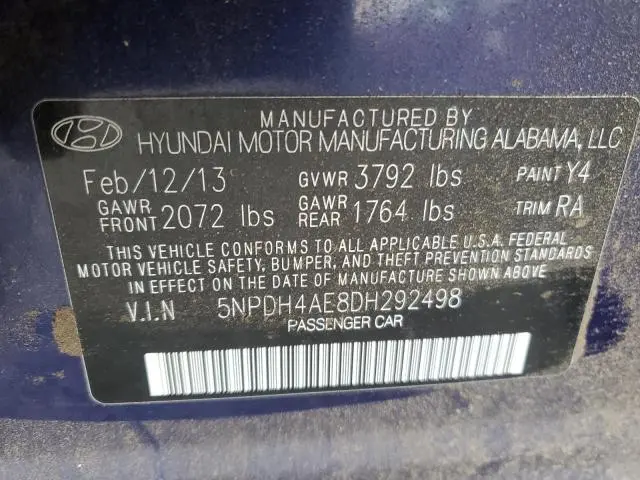 MANUFACTURED BY
HYUNDAI MOTOR MANUFACTURING ALABAMA, LLC
Feb/12/13 GVWR 3792 lbs PAINT Y4
GAWR FRONT 2072 lbs GAWR REAR 1764 lbs TRIM RA
THIS VEHICLE CONFORMS TO ALL APPLICABLE U.S.A. FEDERAL
MOTOR VEHICLE SAFETY, BUMPER, AND THEFT PREVENTION STANDARDS
IN EFFECT ON THE DATE OF MANUFACTURE SHOWN ABOVE.
V.I.N 5NPDH4AE8DH292498
PASSENGER CAR